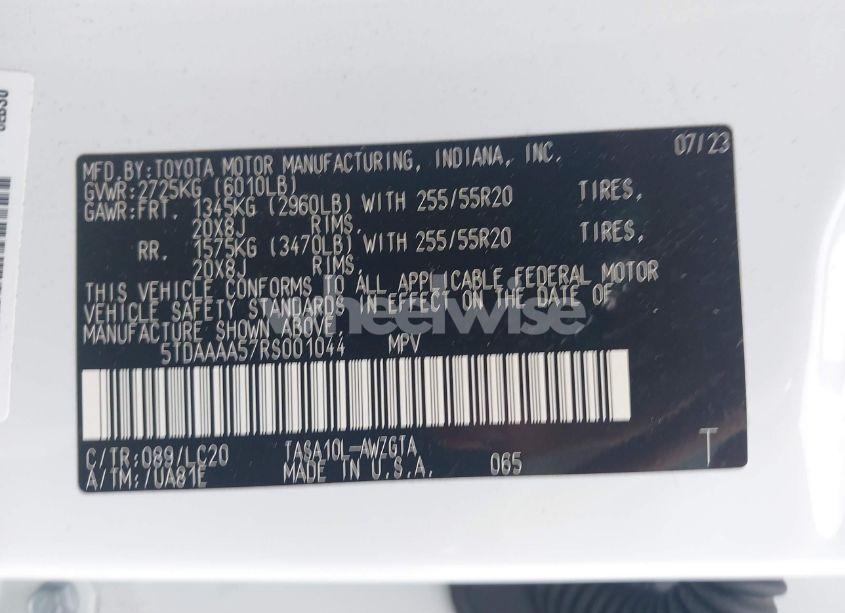 MFD.BY:TOYOTA MOTOR MANUFACTURING, INDIANA, INC. 07/23
GVWR:2725KG (6010LB)
GAWR:FRT. 1345KG (2960LB) WITH 255/55R20 TIRES,
20X8J RIMS,
RR. 1575KG (3470LB) WITH 255/55R20 TIRES,
20X8J RIMS,
THIS VEHICLE CONFORMS TO ALL APPLICABLE FEDERAL MOTOR
VEHICLE SAFETY STANDARDS IN EFFECT ON THE DATE OF
MANUFACTURE SHOWN ABOVE.
wheelwise
5TDAAAA57RS001044 MPV
C/TR:089/LC20 TASA10L-AWZGTA
A/TM:/UA81E MADE IN U.S.A. 065 T